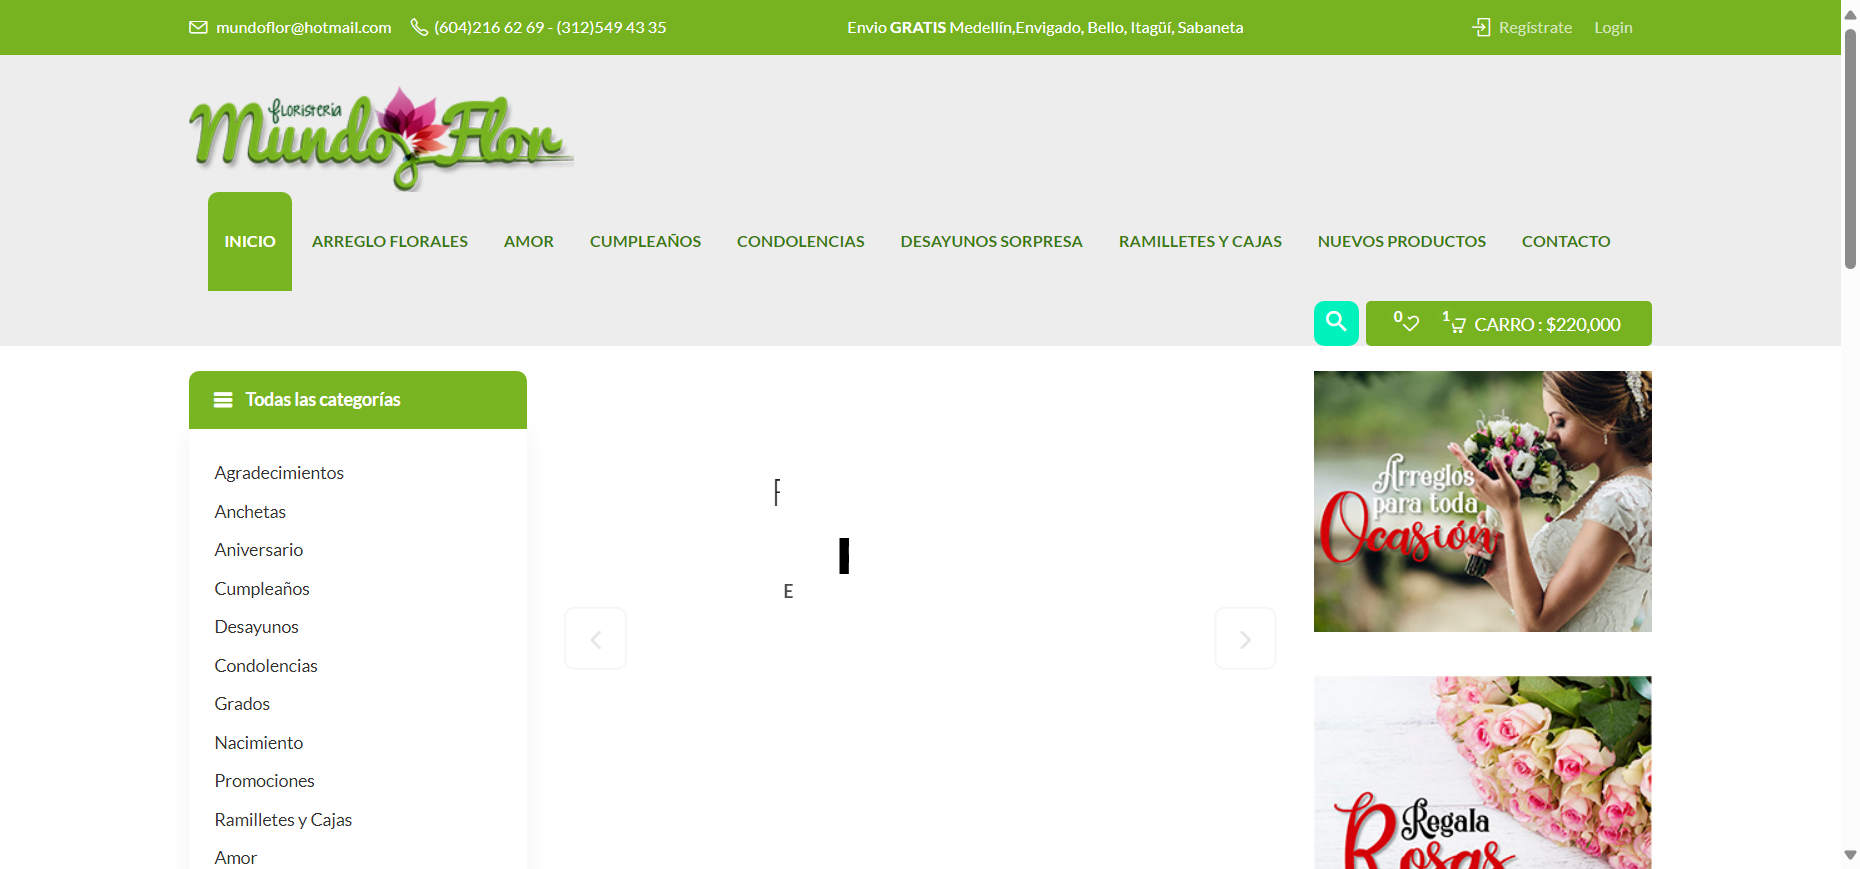 mundoflor@hotmail.com (604)216 62 69 - (312)549 43 35 Envio GRATIS Medellín,Envigado, Bello, Itagüí, Sabaneta Regístrate Login
FLORISTERIA
Mundo Flor
INICIO ARREGLO FLORALES AMOR CUMPLEAÑOS CONDOLENCIAS DESAYUNOS SORPRESA RAMILLETES Y CAJAS NUEVOS PRODUCTOS CONTACTO
0 1 CARRO : $220,000
Todas las categorías
Agradecimientos
Anchetas
Aniversario
Cumpleaños
Desayunos
Condolencias
Grados
Nacimiento
Promociones
Ramilletes y Cajas
Amor
F
E
Arreglos
para toda
Ocasión
Regala
Rosas